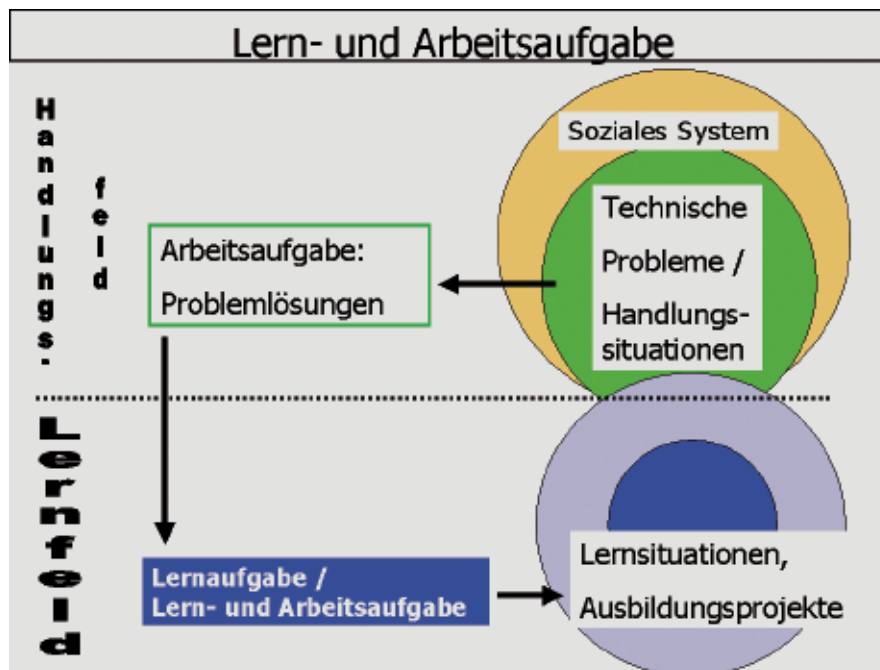 Lern- und Arbeitsaufgabe
Handlungs-
feld
Soziales System
Technische
Probleme /
Handlungs-
situationen
Arbeitsaufgabe:
Problemlösungen
Lernfeld
Lernaufgabe /
Lern- und Arbeitsaufgabe
Lernsituationen,
Ausbildungsprojekte